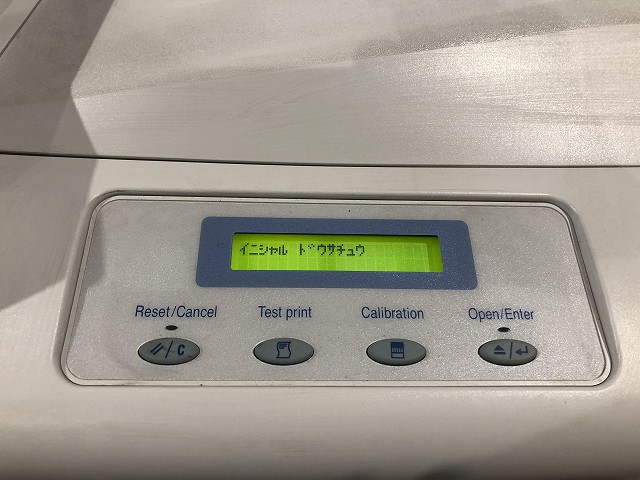 イニシャル ドウサチュウ
Reset/Cancel
Test print
Calibration
Open/Enter
//C